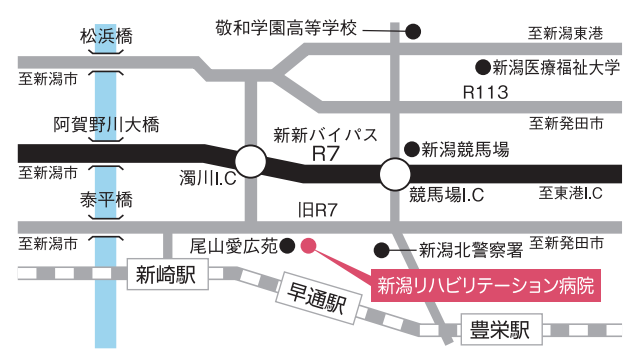 敬和学園高等学校
松浜橋
至新潟東港
至新潟市
新潟医療福祉大学
R113
阿賀野川大橋
新新バイパス
至新発田市
R7
新潟競馬場
至新潟市
濁川I.C
競馬場I.C
至東港I.C
泰平橋
旧R7
至新潟市
尾山愛広苑
新潟北警察署
至新発田市
新崎駅
新潟リハビリテーション病院
早通駅
豊栄駅